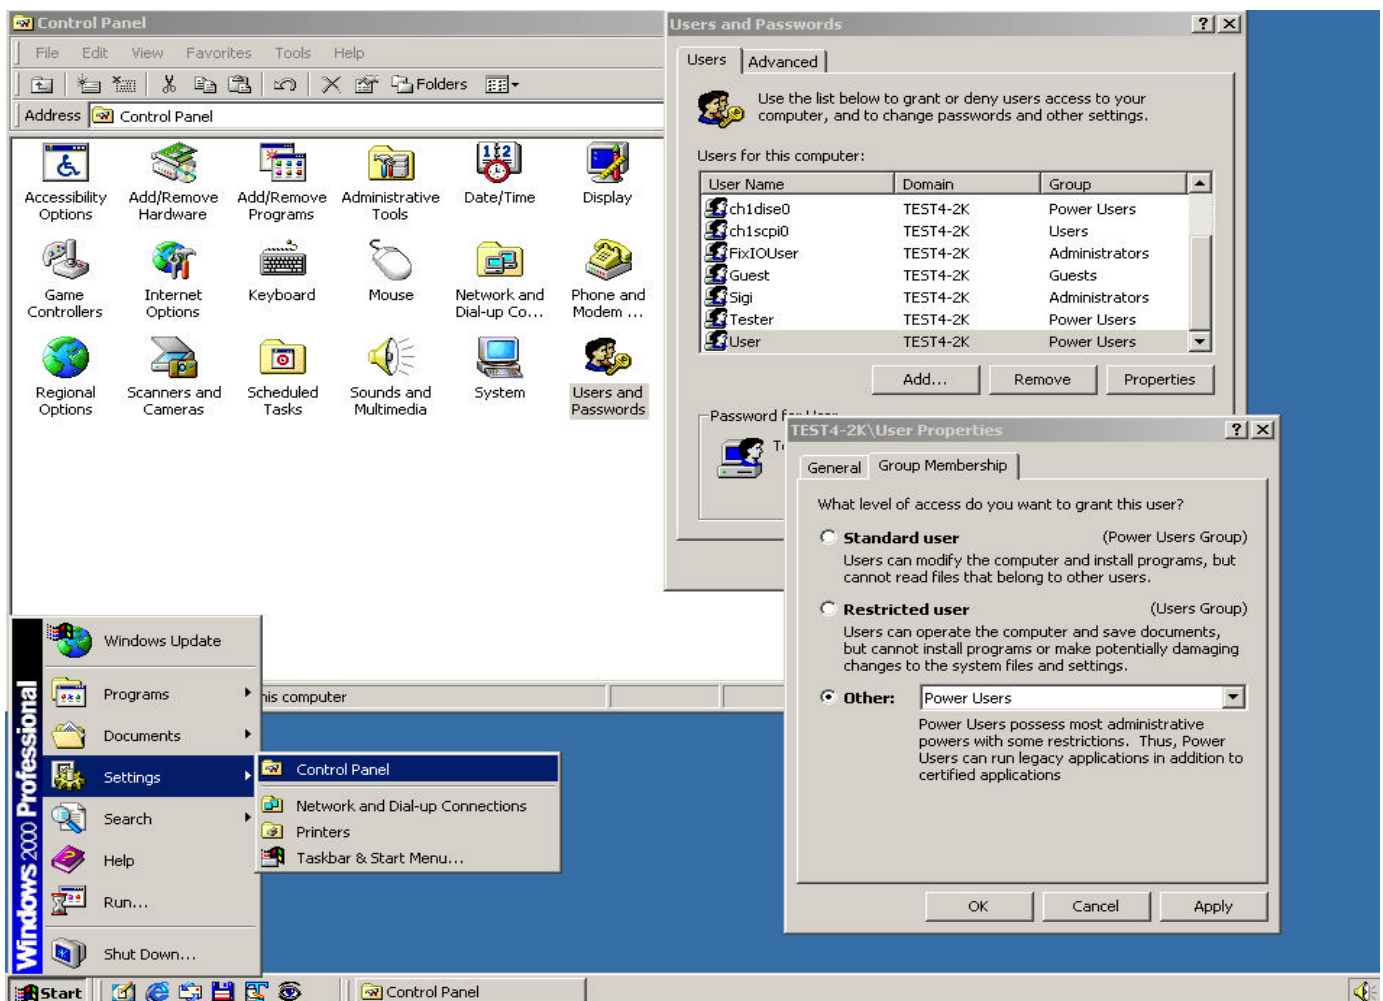 Control Panel
File Edit View Favorites Tools Help
Folders
Address Control Panel
Accessibility Options
Add/Remove Hardware
Add/Remove Programs
Administrative Tools
Date/Time
Display
Game Controllers
Internet Options
Keyboard
Mouse
Network and Dial-up Co...
Phone and Modem ...
Regional Options
Scanners and Cameras
Scheduled Tasks
Sounds and Multimedia
System
Users and Passwords
his computer
Users and Passwords
Users Advanced
Use the list below to grant or deny users access to your
computer, and to change passwords and other settings.
Users for this computer:
User Name Domain Group
ch1dise0 TEST4-2K Power Users
ch1scpi0 TEST4-2K Users
FixIOUser TEST4-2K Administrators
Guest TEST4-2K Guests
Sigi TEST4-2K Administrators
Tester TEST4-2K Power Users
User TEST4-2K Power Users
Add... Remove Properties
Password f
TEST4-2K\User Properties
General Group Membership
What level of access do you want to grant this user?
Standard user (Power Users Group)
Users can modify the computer and install programs, but
cannot read files that belong to other users.
Restricted user (Users Group)
Users can operate the computer and save documents,
but cannot install programs or make potentially damaging
changes to the system files and settings.
Other: Power Users
Power Users possess most administrative
powers with some restrictions. Thus, Power
Users can run legacy applications in addition to
certified applications
OK Cancel Apply
Windows 2000 Professional
Windows Update
Programs
Documents
Settings
Search
Help
Run...
Shut Down...
Control Panel
Network and Dial-up Connections
Printers
Taskbar & Start Menu...
Start
Control Panel